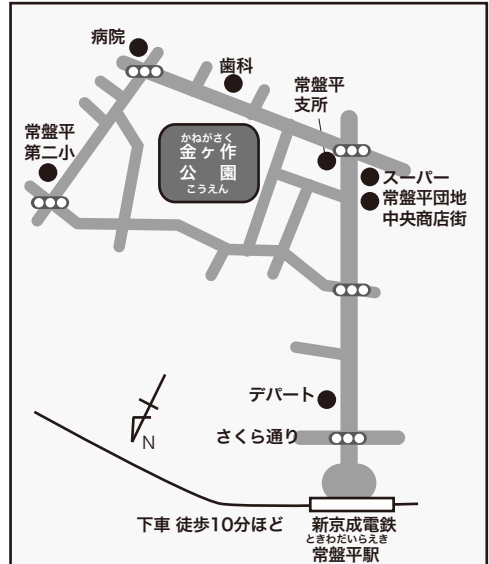 病院
歯科
常盤平
支所
常盤平
第二小
かねがさく
金ヶ作
公 園
こうえん
スーパー
常盤平団地
中央商店街
デパート
さくら通り
N
下車 徒歩10分ほど
新京成電鉄
ときわだいらえき
常盤平駅